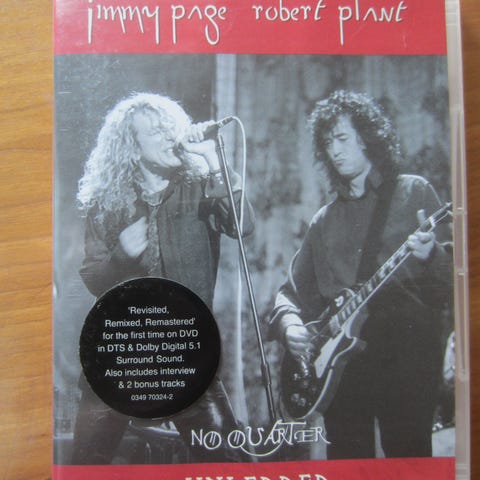 jimmy page robert plant
'Revisited,
Remixed, Remastered'
for the first time on DVD
in DTS & Dolby Digital 5.1
Surround Sound.
Also includes interview
& 2 bonus tracks
0349 70324-2
NO QUARTER
UNLEDDED